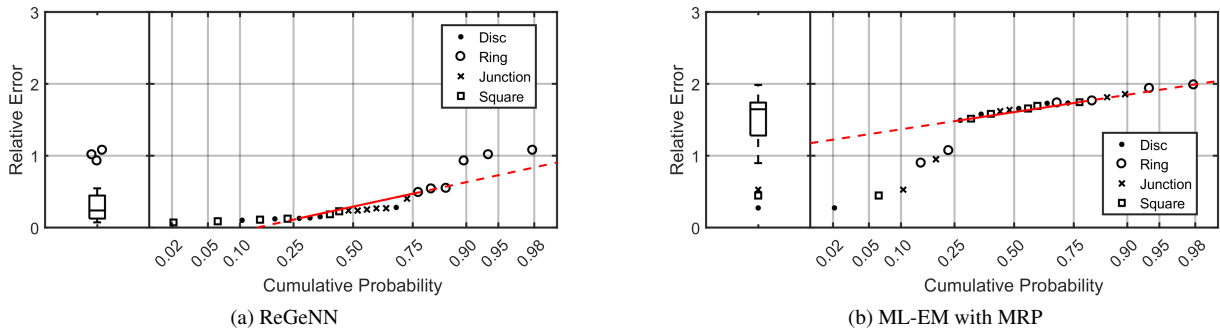 3
2
1
0
Relative Error
0.02
0.05
0.10
0.25
0.50
0.75
0.90
0.95
0.98
Cumulative Probability
Disc
Ring
Junction
Square
(a) ReGeNN
3
2
1
0
Relative Error
0.02
0.05
0.10
0.25
0.50
0.75
0.90
0.95
0.98
Cumulative Probability
Disc
Ring
Junction
Square
(b) ML-EM with MRP